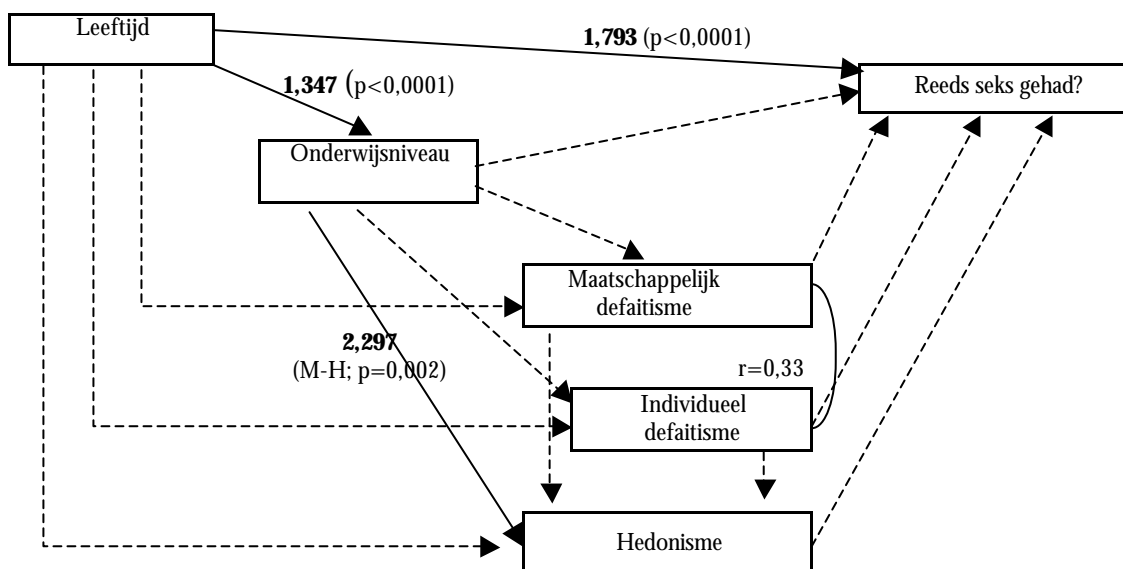 Leeftijd
1,793 (p<0,0001)
1,347 (p<0,0001)
Reeds seks gehad?
Onderwijsniveau
Maatschappelijk
defaitisme
2,297
(M-H; p=0,002)
r=0,33
Individueel
defaitisme
Hedonisme